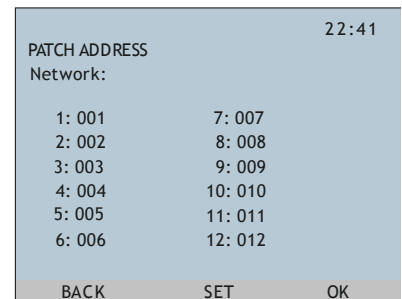 22:41
PATCH ADDRESS
Network:
1: 001 7: 007
2: 002 8: 008
3: 003 9: 009
4: 004 10: 010
5: 005 11: 011
6: 006 12: 012
BACK SET OK